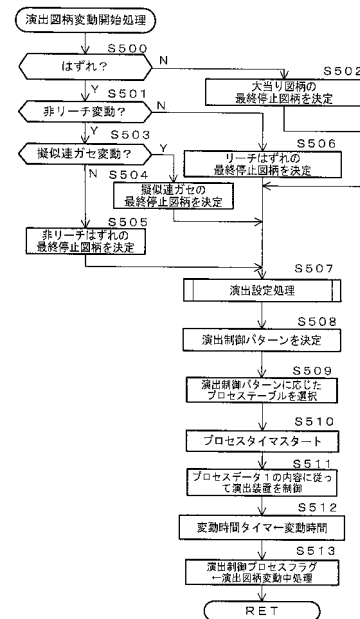 演出図柄変動開始処理
S500
はずれ?
N
S502
Y
S501
大当り図柄の
最終停止図柄を決定
非リーチ変動?
N
Y
S503
S506
擬似連ガセ変動?
Y
リーチはずれの
最終停止図柄を決定
N
S504
擬似連ガセの
最終停止図柄を決定
S505
非リーチはずれの
最終停止図柄を決定
S507
演出設定処理
S508
演出制御パターンを決定
S509
演出制御パターンに応じた
プロセステーブルを選択
S510
プロセスタイマスタート
S511
プロセスデータ1の内容に従っ
て演出装置を制御
S512
変動時間タイマ←変動時間
S513
演出制御プロセスフラグ
←演出図柄変動中処理
RET